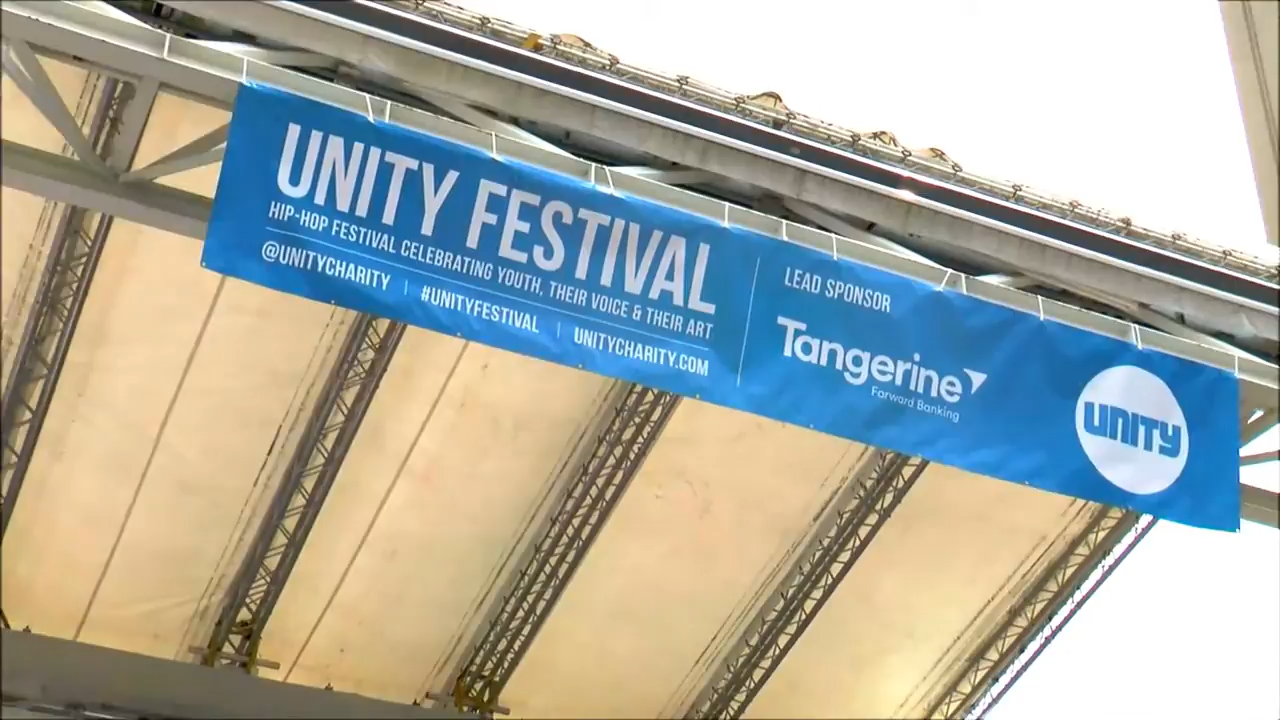 UNITY FESTIVAL
HIP-HOP FESTIVAL CELEBRATING YOUTH, THEIR VOICE & THEIR ART
@UNITYCHARITY | #UNITYFESTIVAL | UNITYCHARITY.COM
LEAD SPONSOR
Tangerine
Forward Banking
UNITY